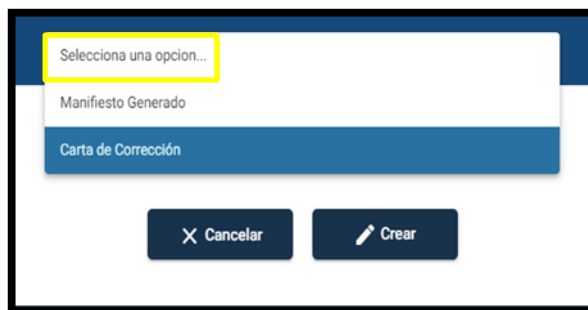 Selecciona una opcion...
Manifiesto Generado
Carta de Corrección
Cancelar
Crear